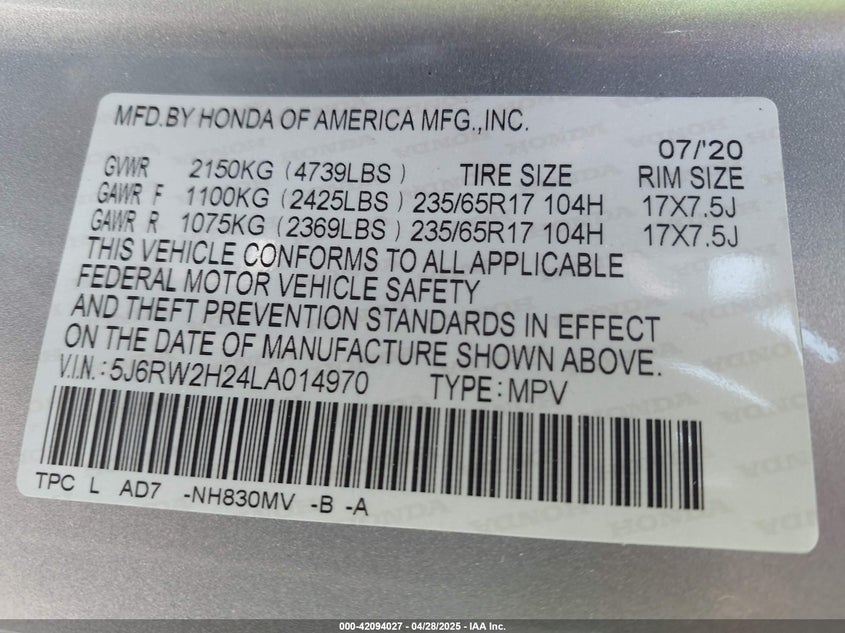 MFD.BY HONDA OF AMERICA MFG.,INC.
07/'20
GVWR 2150KG (4739LBS) TIRE SIZE RIM SIZE
GAWR F 1100KG (2425LBS) 235/65R17 104H 17X7.5J
GAWR R 1075KG (2369LBS) 235/65R17 104H 17X7.5J
THIS VEHICLE CONFORMS TO ALL APPLICABLE
FEDERAL MOTOR VEHICLE SAFETY
AND THEFT PREVENTION STANDARDS IN EFFECT
ON THE DATE OF MANUFACTURE SHOWN ABOVE.
V.I.N.: 5J6RW2H24LA014970 TYPE: MPV
TPC L AD7 -NH830MV -B -A
000-42094027 - 04/28/2025 - IAA Inc.